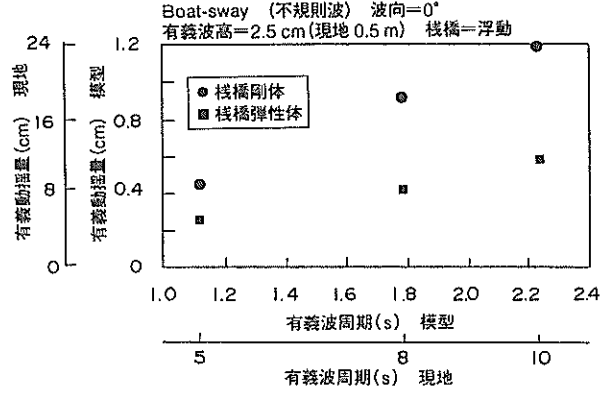 Boat-sway (不規則波) 波向=0°
有義波高=2.5 cm(現地 0.5 m) 桟橋=浮動
24
16
8
0
有義動揺量(cm) 現地
1.2
0.8
0.4
0
有義動揺量(cm) 模型
桟橋剛体
桟橋弾性体
1.0 1.2 1.4 1.6 1.8 2.0 2.2 2.4
有義波周期(s) 模型
5 8 10
有義波周期(s) 現地